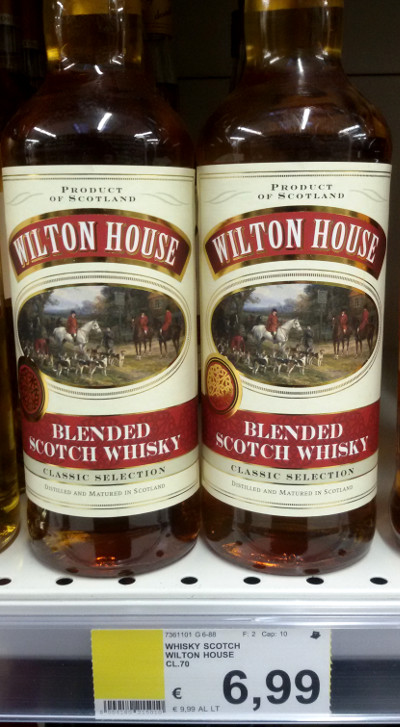 PRODUCT
OF SCOTLAND
WILTON HOUSE
BLENDED
SCOTCH WHISKY
CLASSIC SELECTION
DISTILLED AND MATURED IN SCOTLAND
PRODUCT
OF SCOTLAND
WILTON HOUSE
BLENDED
SCOTCH WHISKY
CLASSIC SELECTION
DISTILLED AND MATURED IN SCOTLAND
7361101 G 6-88 F: 2 Cap: 10
WHISKY SCOTCH
WILTON HOUSE
CL.70
€ 6,99
€ 9,99 AL LT